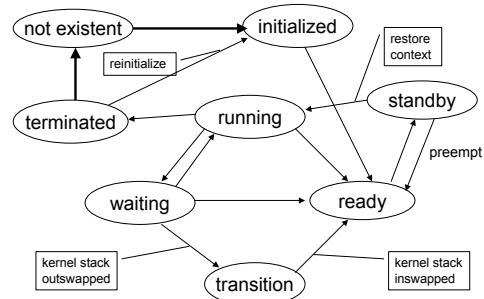 not existent
initialized
reinitialize
restore
context
standby
terminated
running
preempt
waiting
ready
kernel stack
outswapped
kernel stack
inswapped
transition